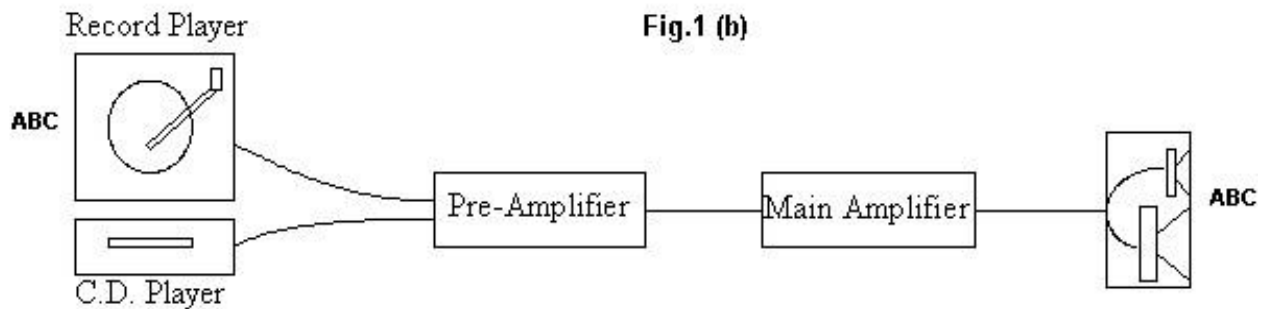 Record Player
Fig.1 (b)
ABC
Pre-Amplifier
Main Amplifier
ABC
C.D. Player